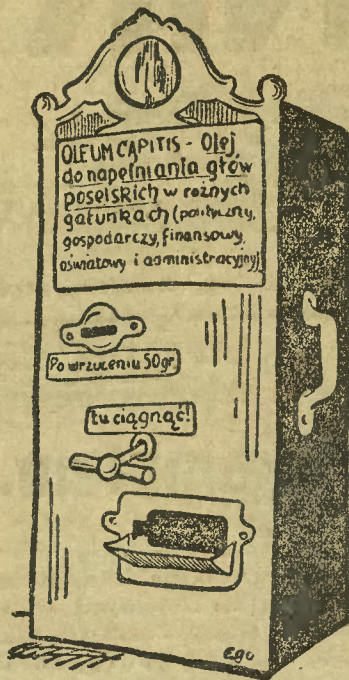 OLEUM CAPITIS - Olej
do napełniania głów
poselskich w rożnych
gatunkach (polityczny,
gospodarczy, finansowy,
oświatowy i administracyjny)
Po wrzuceniu 50 gr.
tu ciągnąć!
Ego